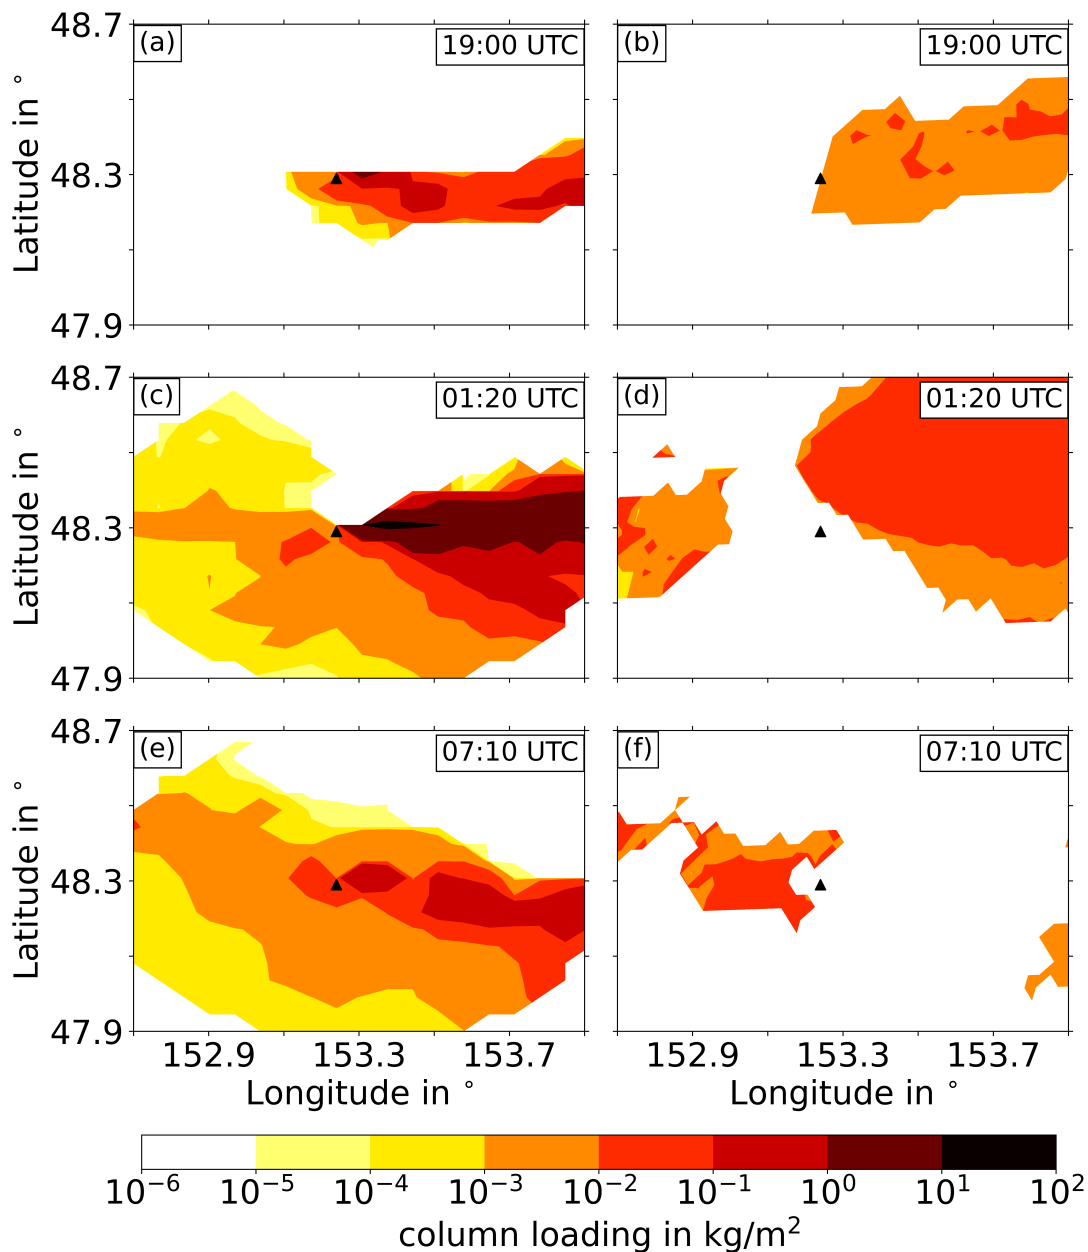 48.7
(a)
19:00 UTC
(b)
19:00 UTC
Latitude in °
48.3
47.9
48.7
(c)
01:20 UTC
(d)
01:20 UTC
Latitude in °
48.3
47.9
48.7
(e)
07:10 UTC
(f)
07:10 UTC
Latitude in °
48.3
47.9
152.9 153.3 153.7 152.9 153.3 153.7
Longitude in ° Longitude in °
10⁻⁶ 10⁻⁵ 10⁻⁴ 10⁻³ 10⁻² 10⁻¹ 10⁰ 10¹ 10²
column loading in kg/m²